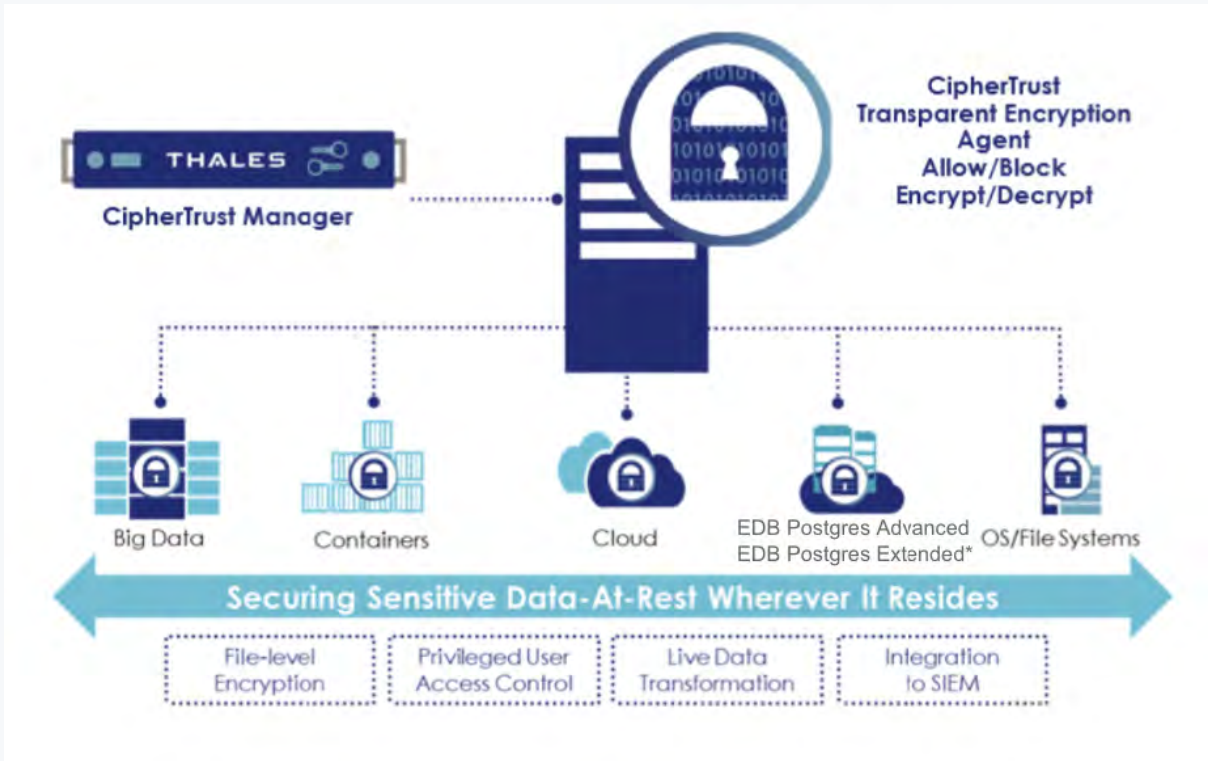 CipherTrust
Transparent Encryption
Agent
Allow/Block
Encrypt/Decrypt
THALES
CipherTrust Manager
Big Data
Containers
Cloud
EDB Postgres Advanced
EDB Postgres Extended*
OS/File Systems
Securing Sensitive Data-At-Rest Wherever It Resides
File-level
Encryption
Privileged User
Access Control
Live Data
Transformation
Integration
to SIEM